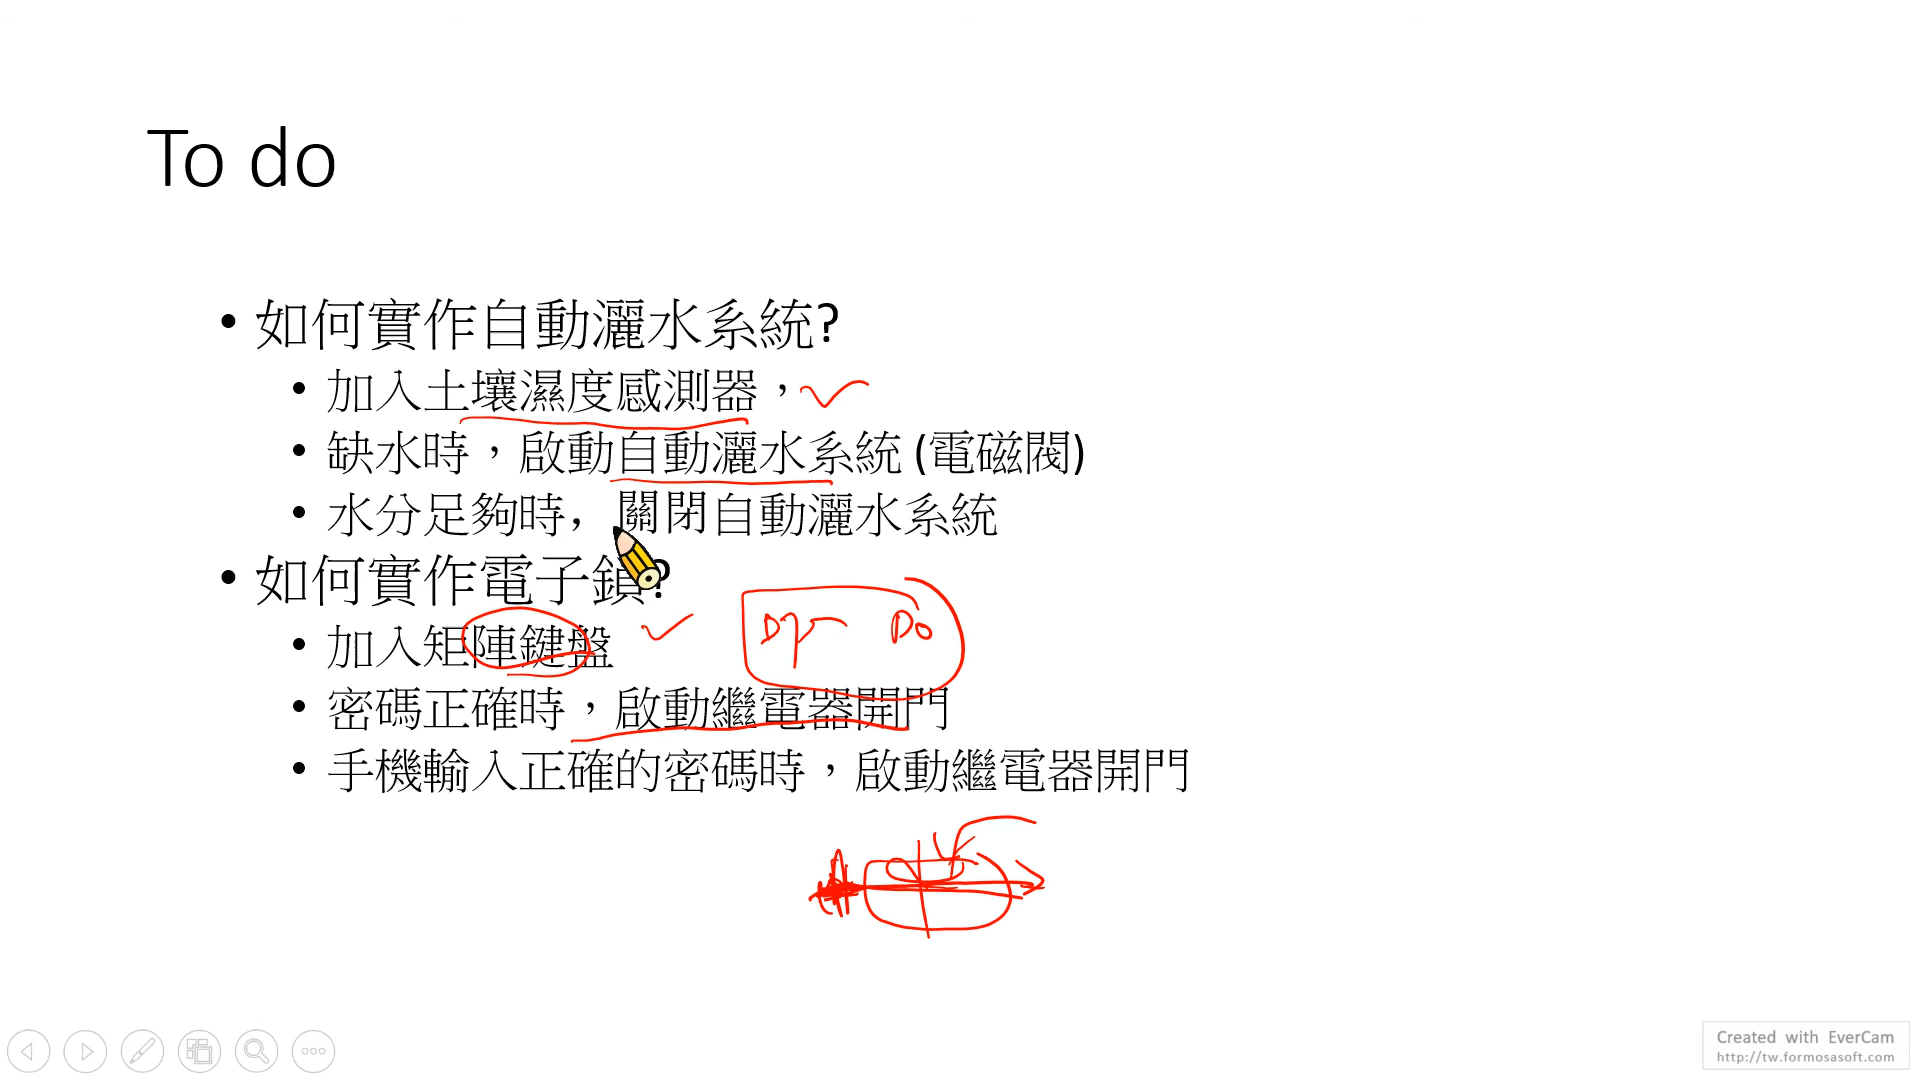 To do
• 如何實作自動灑水系統?
• 加入土壤濕度感測器，
• 缺水時，啟動自動灑水系統 (電磁閥)
• 水分足夠時， 關閉自動灑水系統
• 如何實作電子鎖?
• 加入矩陣鍵盤
Do
• 密碼正確時，啟動繼電器開門
• 手機輸入正確的密碼時，啟動繼電器開門
Created with EverCam
http://tw.formosasoft.com